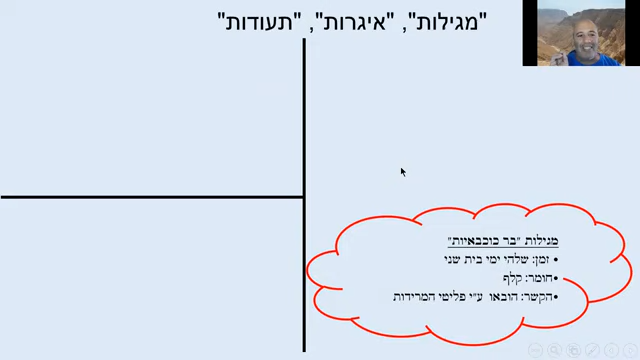 "מגילות", "איגרות", "תעודות"
מגילות "בר כוכבאיות"
• זמן: שלהי ימי בית שני
• חומר: קלף
• הקשר: הובאו ע"י פליטי המרידות